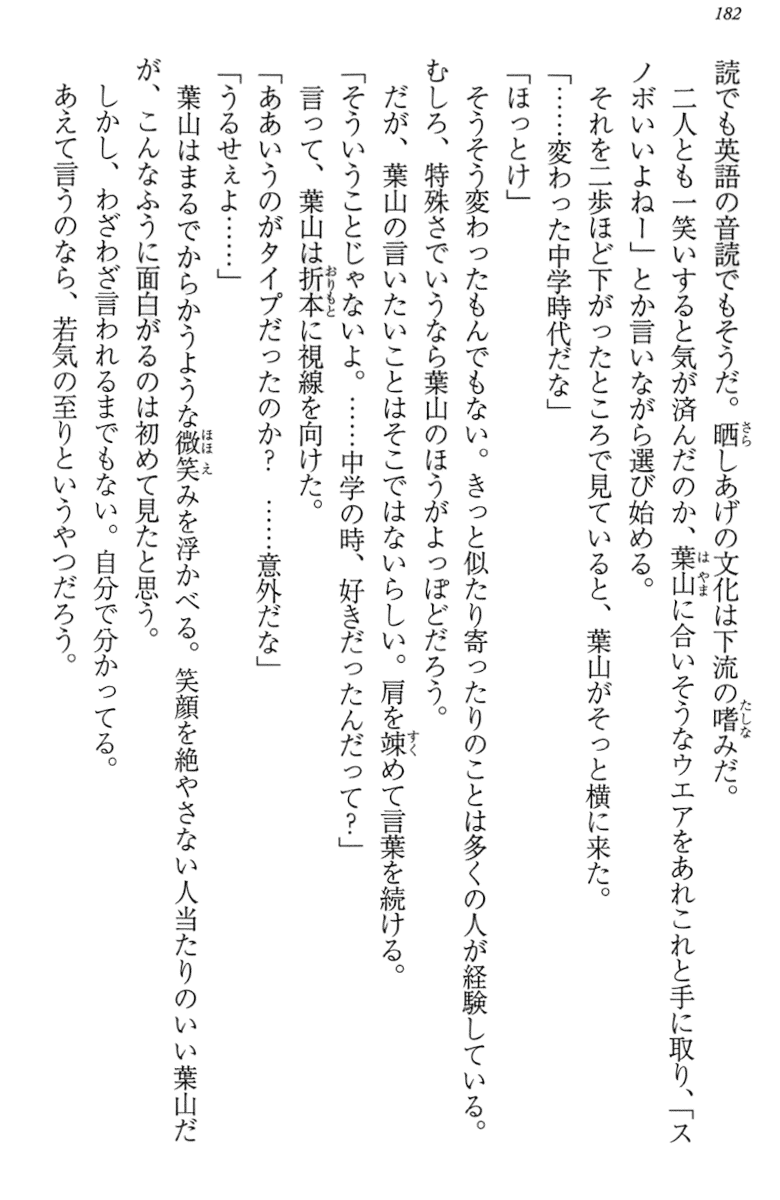 182
読でも英語の音読でもそうだ。晒しあげの文化は下流の嗜みだ。
　二人とも一笑いすると気が済んだのか、葉山に合いそうなウエアをあれこれと手に取り、「ス
ノボいいよねー」とか言いながら選び始める。
　それを二歩ほど下がったところで見ていると、葉山がそっと横に来た。
「……変わった中学時代だな」
「ほっとけ」
　そうそう変わったもんでもない。きっと似たり寄ったりのことは多くの人が経験している。
むしろ、特殊さでいうなら葉山のほうがよっぽどだろう。
　だが、葉山の言いたいことはそこではないらしい。肩を竦めて言葉を続ける。
「そういうことじゃないよ。……中学の時、好きだったんだって？」
　言って、葉山は折本に視線を向けた。
「ああいうのがタイプだったのか？　……意外だな」
「うるせぇよ……」
　葉山はまるでからかうような微笑みを浮かべる。笑顔を絶やさない人当たりのいい葉山だ
が、こんなふうに面白がるのは初めて見たと思う。
　しかし、わざわざ言われるまでもない。自分で分かってる。
　あえて言うのなら、若気の至りというやつだろう。